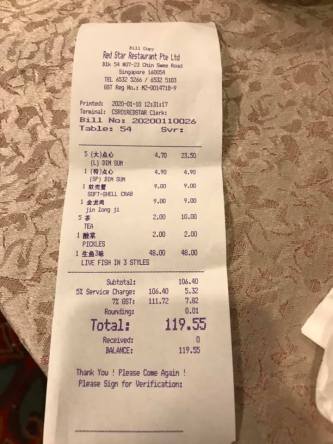 Bill Copy
Red Star Restaurant Pte Ltd
Blk 54 #07-23 Chin Swee Road
Singapore 160054
TEL 6532 5266 / 6532 5103
GST Reg No.: M2-0014718-9
Printed: 2020-01-10 12:31:17
Terminal: CSRD1REDSTAR Clerk:
Bill No: 20200110026
Table: 54 Svr:
5 (大)点心 4.70 23.50
(L) DIM SUM
1 (特)点心 4.90 4.90
(SP) DIM SUM
1 软壳蟹 9.00 9.00
SOFT-SHELL CRAB
1 金龙鸡 9.00 9.00
jin long ji
5 茶 2.00 10.00
TEA
1 酸菜 2.00 2.00
PICKLES
1 生鱼3味 48.00 48.00
LIVE FISH IN 3 STYLES
Subtotal: 106.40
5% Service Charge: 106.40 5.32
7% GST: 111.72 7.82
Rounding: 0.01
Total: 119.55
Received: 0
BALANCE: 119.55
Thank You ! Please Come Again !
Please Sign for Verification: